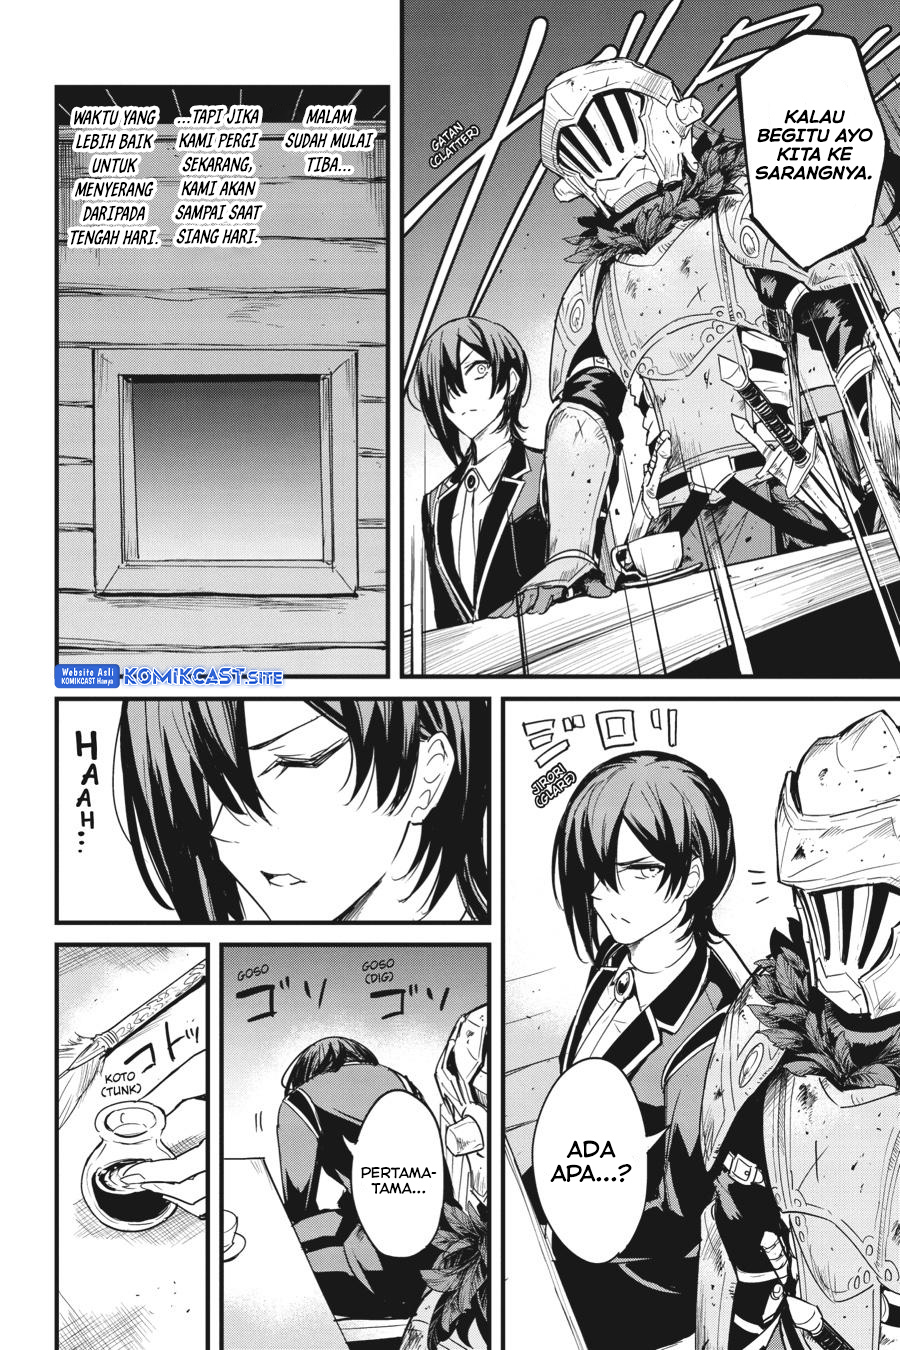 KALAU
BEGITU AYO
KITA KE
SARANGNYA.
GATAN
(CLATTER)
MALAM
SUDAH MULAI
TIBA...
...TAPI JIKA
KAMI PERGI
SEKARANG,
KAMI AKAN
SAMPAI SAAT
SIANG HARI.
WAKTU YANG
LEBIH BAIK
UNTUK
MENYERANG
DARIPADA
TENGAH HARI.
Website Asli
KOMIKCAST Hanya
KOMIKCAST.SITE
ジロリ
JIRORI
(GLARE)
ADA
APA...?
HAAH...
GOSO
(DIG)
ゴソ
GOSO
ゴソ
PERTAMA-
TAMA...
コトッ
KOTO
(TUNK)